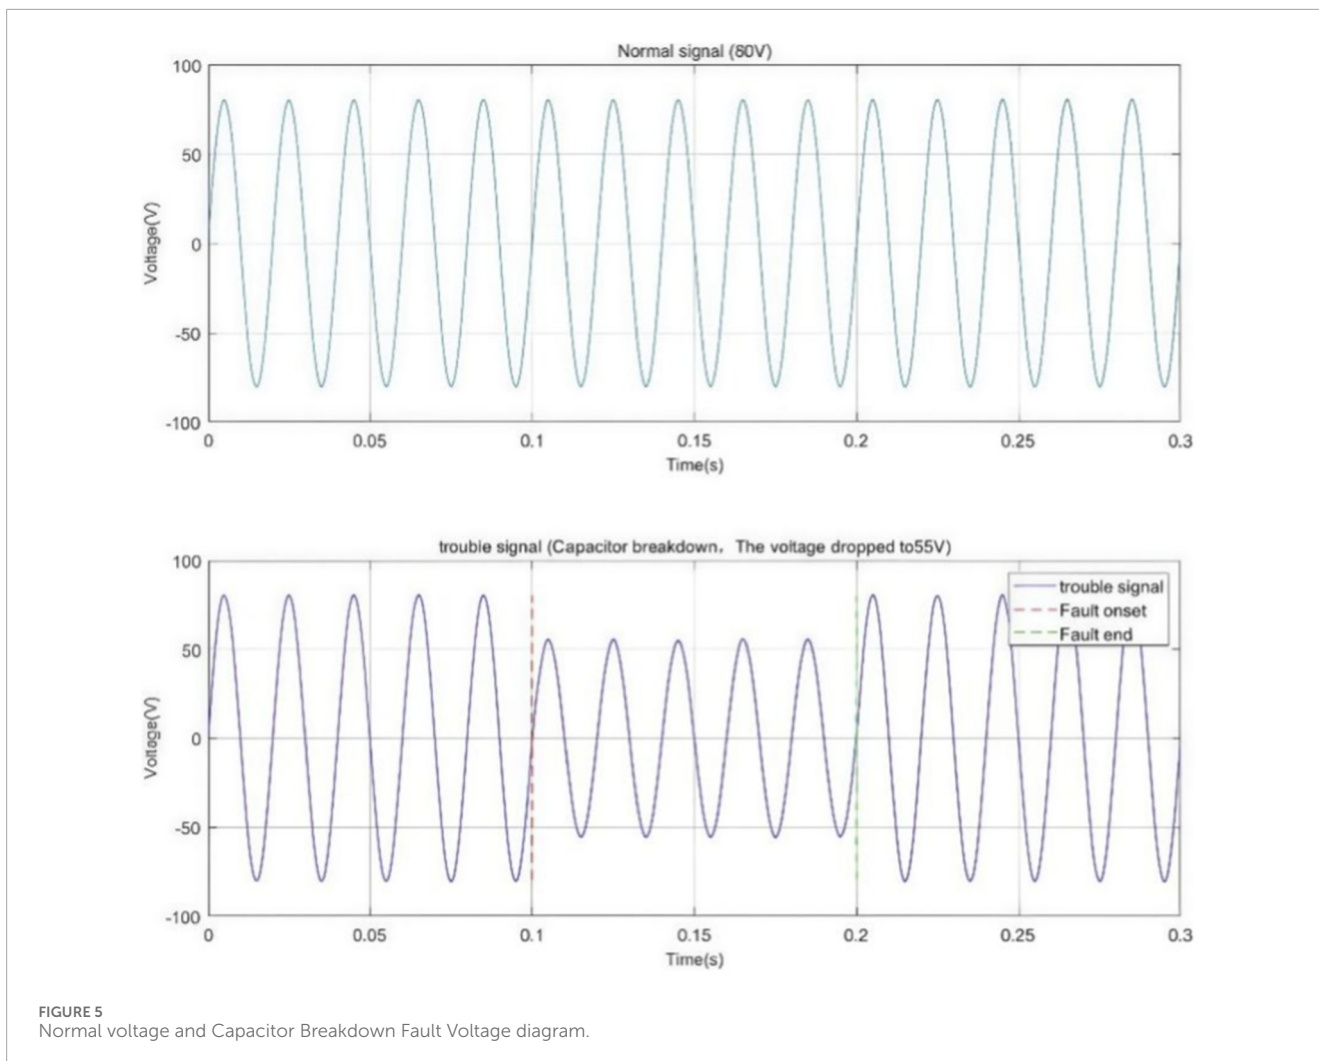 Normal signal (80V)
100
50
0
-50
-100
Voltage(V)
0 0.05 0.1 0.15 0.2 0.25 0.3
Time(s)
trouble signal (Capacitor breakdown，The voltage dropped to55V)
100
50
0
-50
-100
Voltage(V)
trouble signal
Fault onset
Fault end
0 0.05 0.1 0.15 0.2 0.25 0.3
Time(s)
FIGURE 5
Normal voltage and Capacitor Breakdown Fault Voltage diagram.